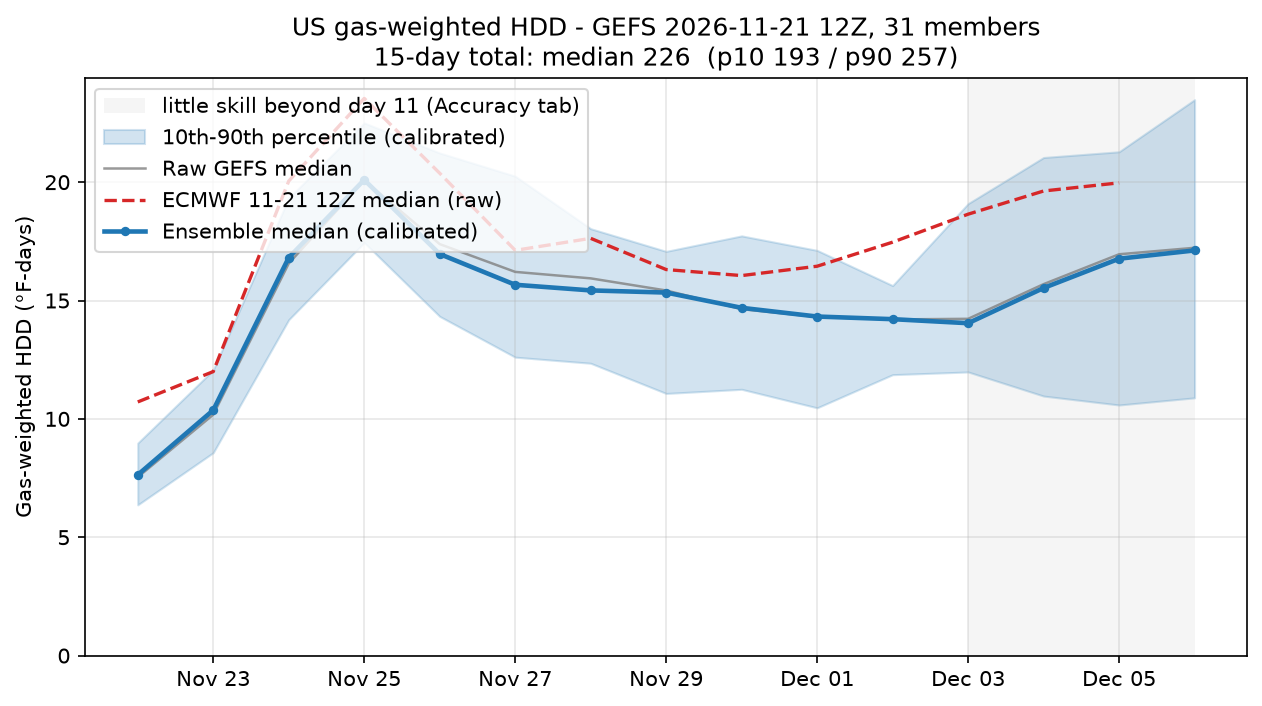 US gas-weighted HDD - GEFS 2026-11-21 12Z, 31 members
15-day total: median 226  (p10 193 / p90 257)
little skill beyond day 11 (Accuracy tab)
10th-90th percentile (calibrated)
Raw GEFS median
ECMWF 11-21 12Z median (raw)
Ensemble median (calibrated)
Gas-weighted HDD (°F-days)
20
15
10
5
0
Nov 23
Nov 25
Nov 27
Nov 29
Dec 01
Dec 03
Dec 05